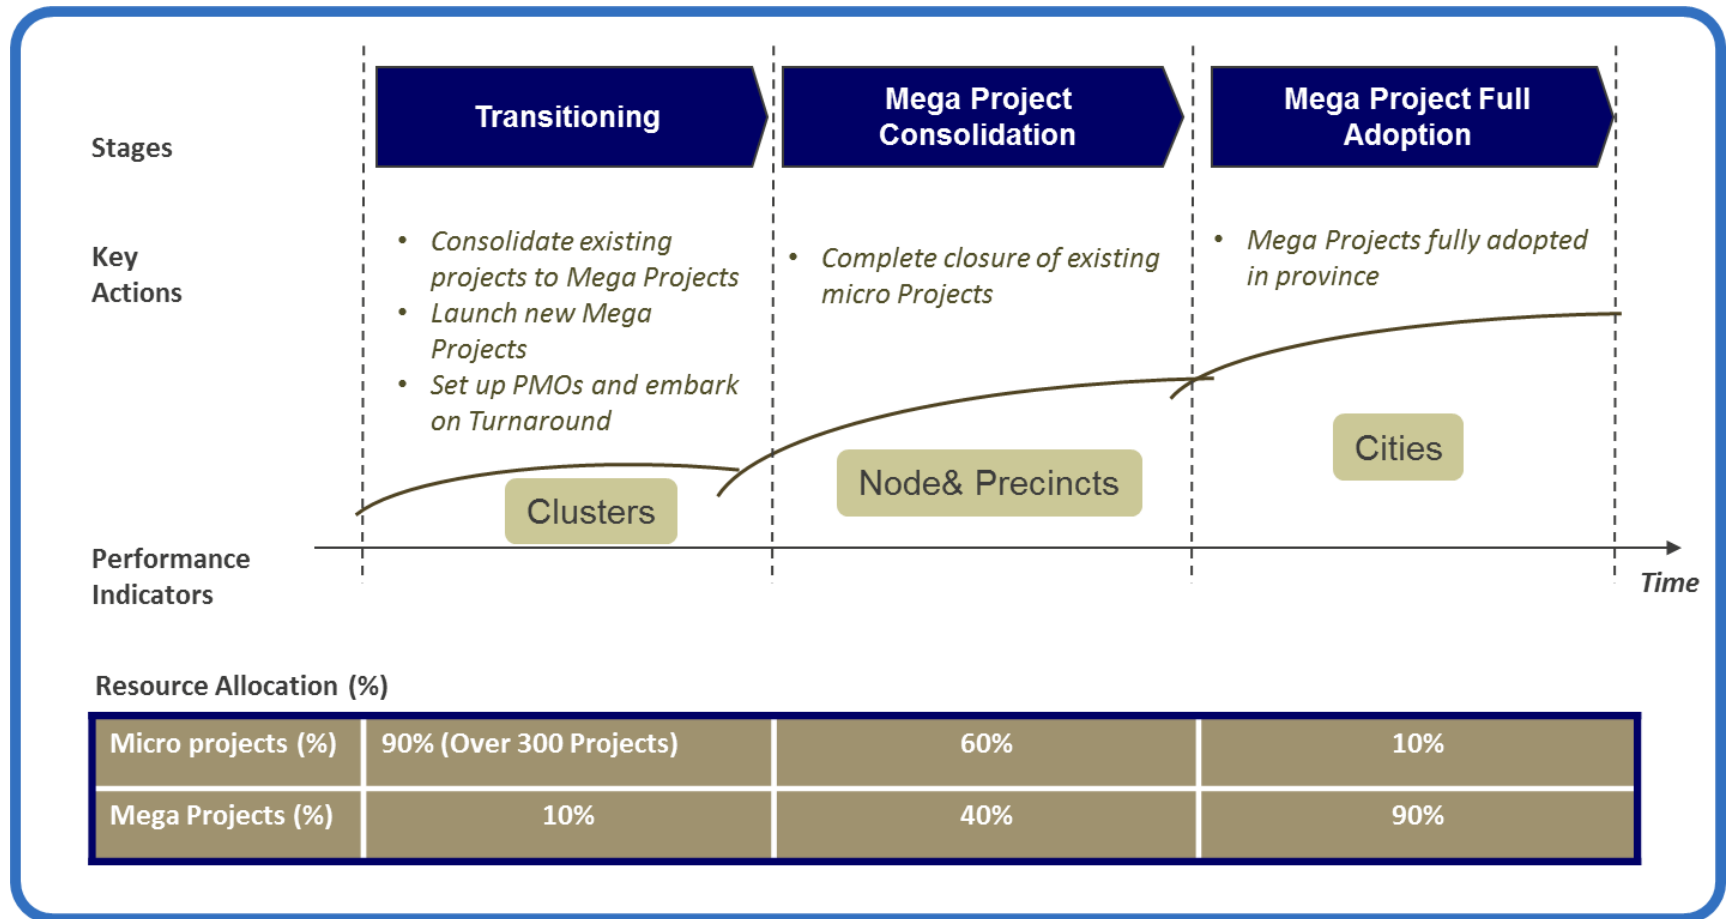 Stages
Transitioning
Mega Project
Consolidation
Mega Project Full
Adoption
Key
Actions
• Consolidate existing
projects to Mega Projects
• Launch new Mega
Projects
• Set up PMOs and embark
on Turnaround
• Complete closure of existing
micro Projects
• Mega Projects fully adopted
in province
Clusters
Node& Precincts
Cities
Performance
Indicators
Time
Resource Allocation (%)
Micro projects (%) 90% (Over 300 Projects) 60% 10%
Mega Projects (%) 10% 40% 90%